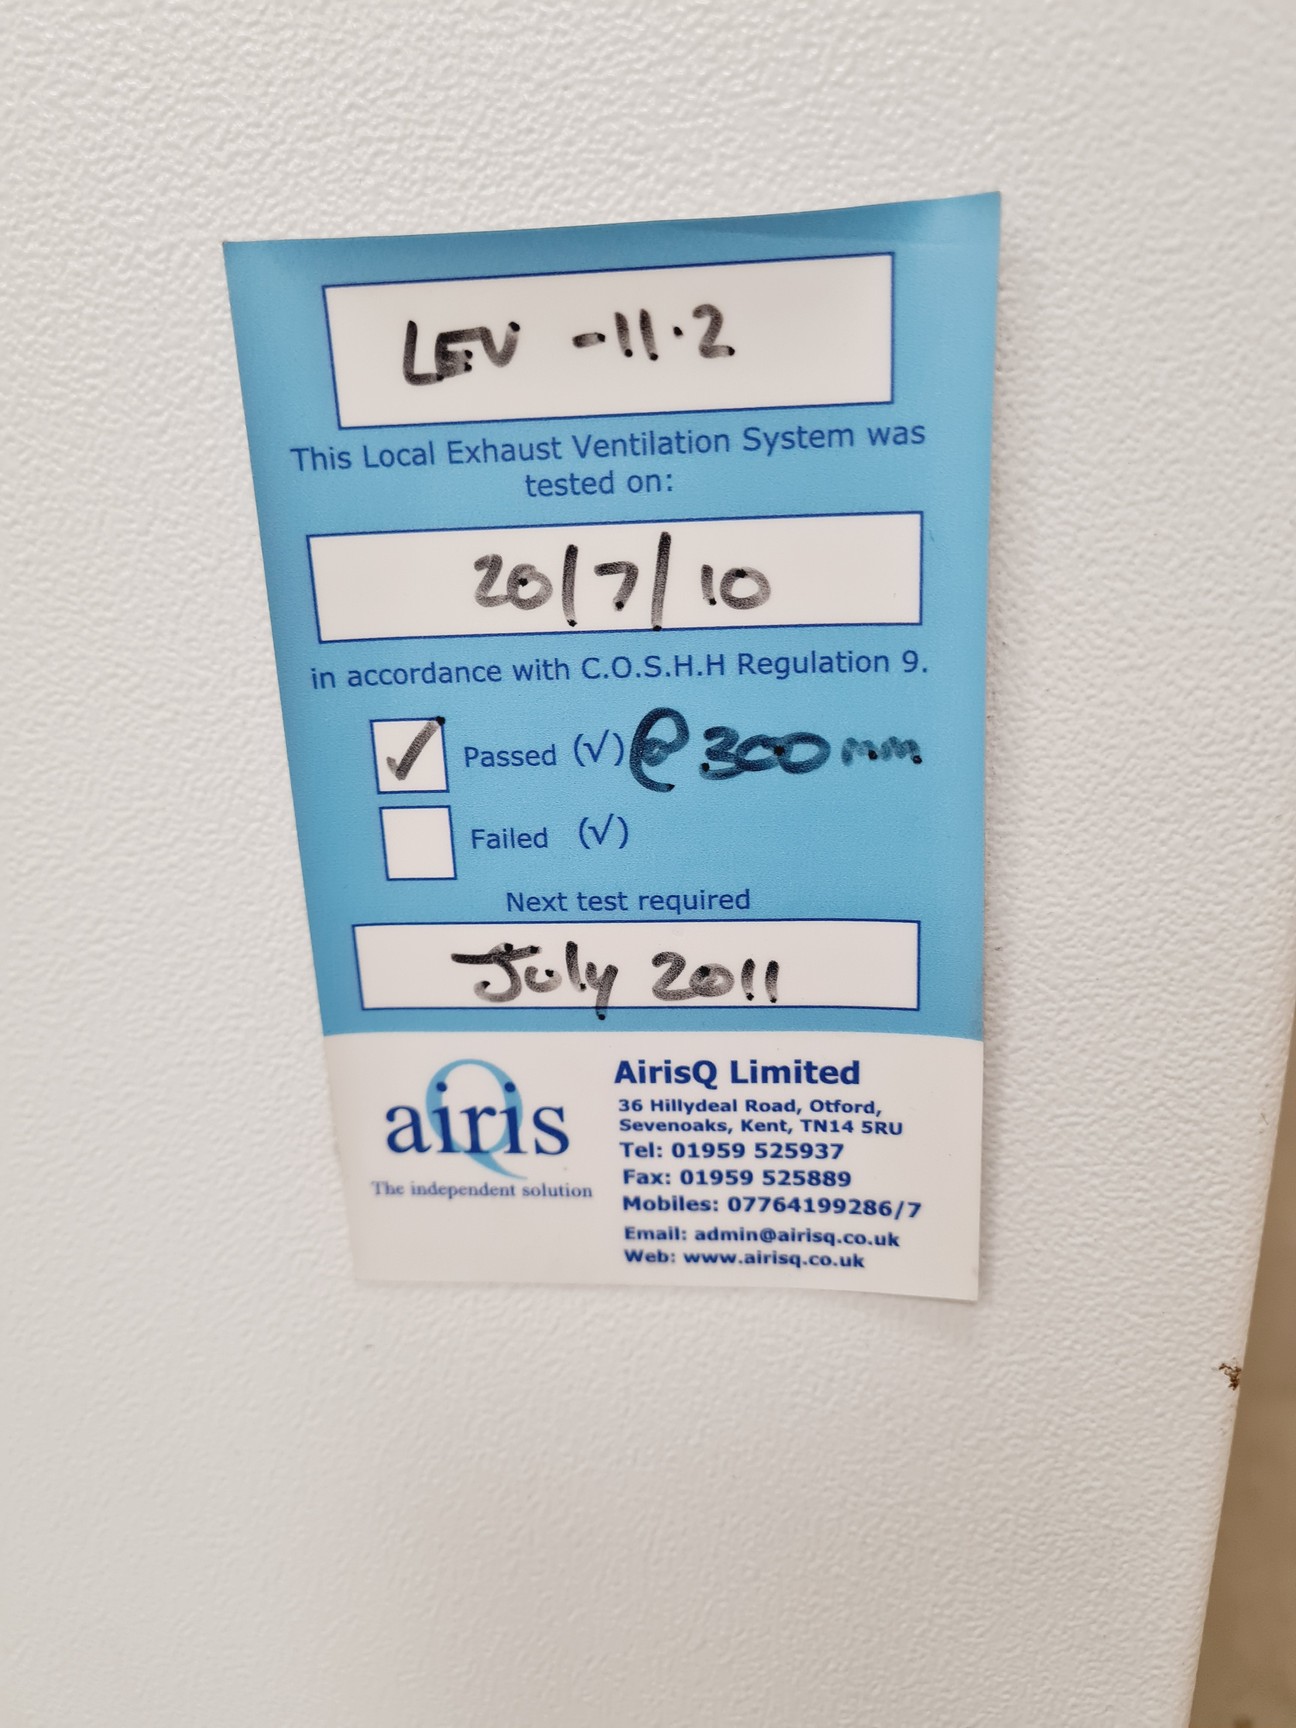 LEV -11.2
This Local Exhaust Ventilation System was
tested on:
20/7/10
in accordance with C.O.S.H.H Regulation 9.
✓ Passed (√) @ 300mm
Failed (√)
Next test required
July 2011
airis
The independent solution
AirisQ Limited
36 Hillydeal Road, Otford,
Sevenoaks, Kent, TN14 5RU
Tel: 01959 525937
Fax: 01959 525889
Mobiles: 07764199286/7
Email: admin@airisq.co.uk
Web: www.airisq.co.uk